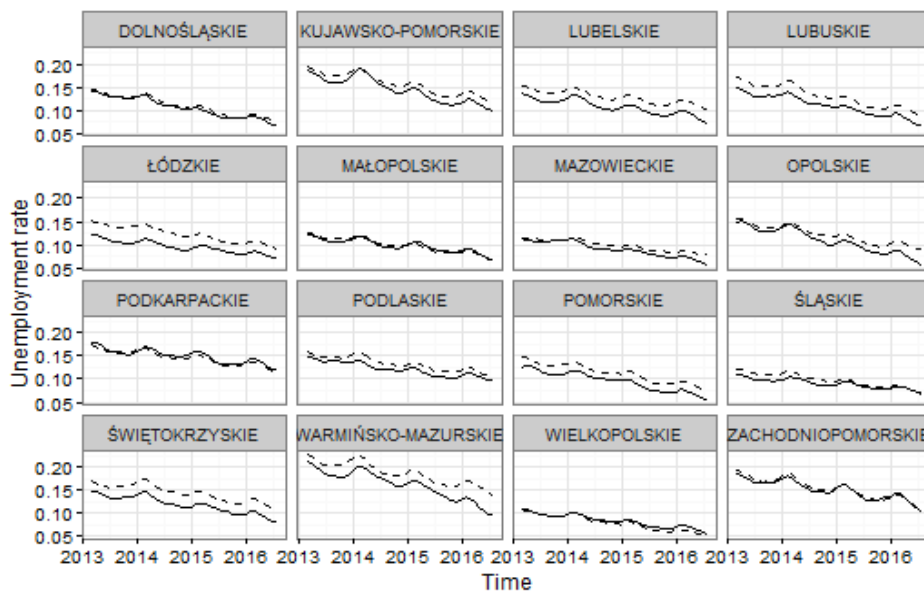 DOLNOŚLĄSKIE KUJAWSKO-POMORSKIE LUBELSKIE LUBUSKIE
0.20
0.15
0.10
0.05
ŁÓDZKIE MAŁOPOLSKIE MAZOWIECKIE OPOLSKIE
0.20
0.15
0.10
0.05
Unemployment rate
PODKARPACKIE PODLASKIE POMORSKIE ŚLĄSKIE
0.20
0.15
0.10
0.05
ŚWIĘTOKRZYSKIE WARMIŃSKO-MAZURSKIE WIELKOPOLSKIE ZACHODNIOPOMORSKIE
0.20
0.15
0.10
0.05
2013 2014 2015 2016 2013 2014 2015 2016 2013 2014 2015 2016 2013 2014 2015 2016
Time